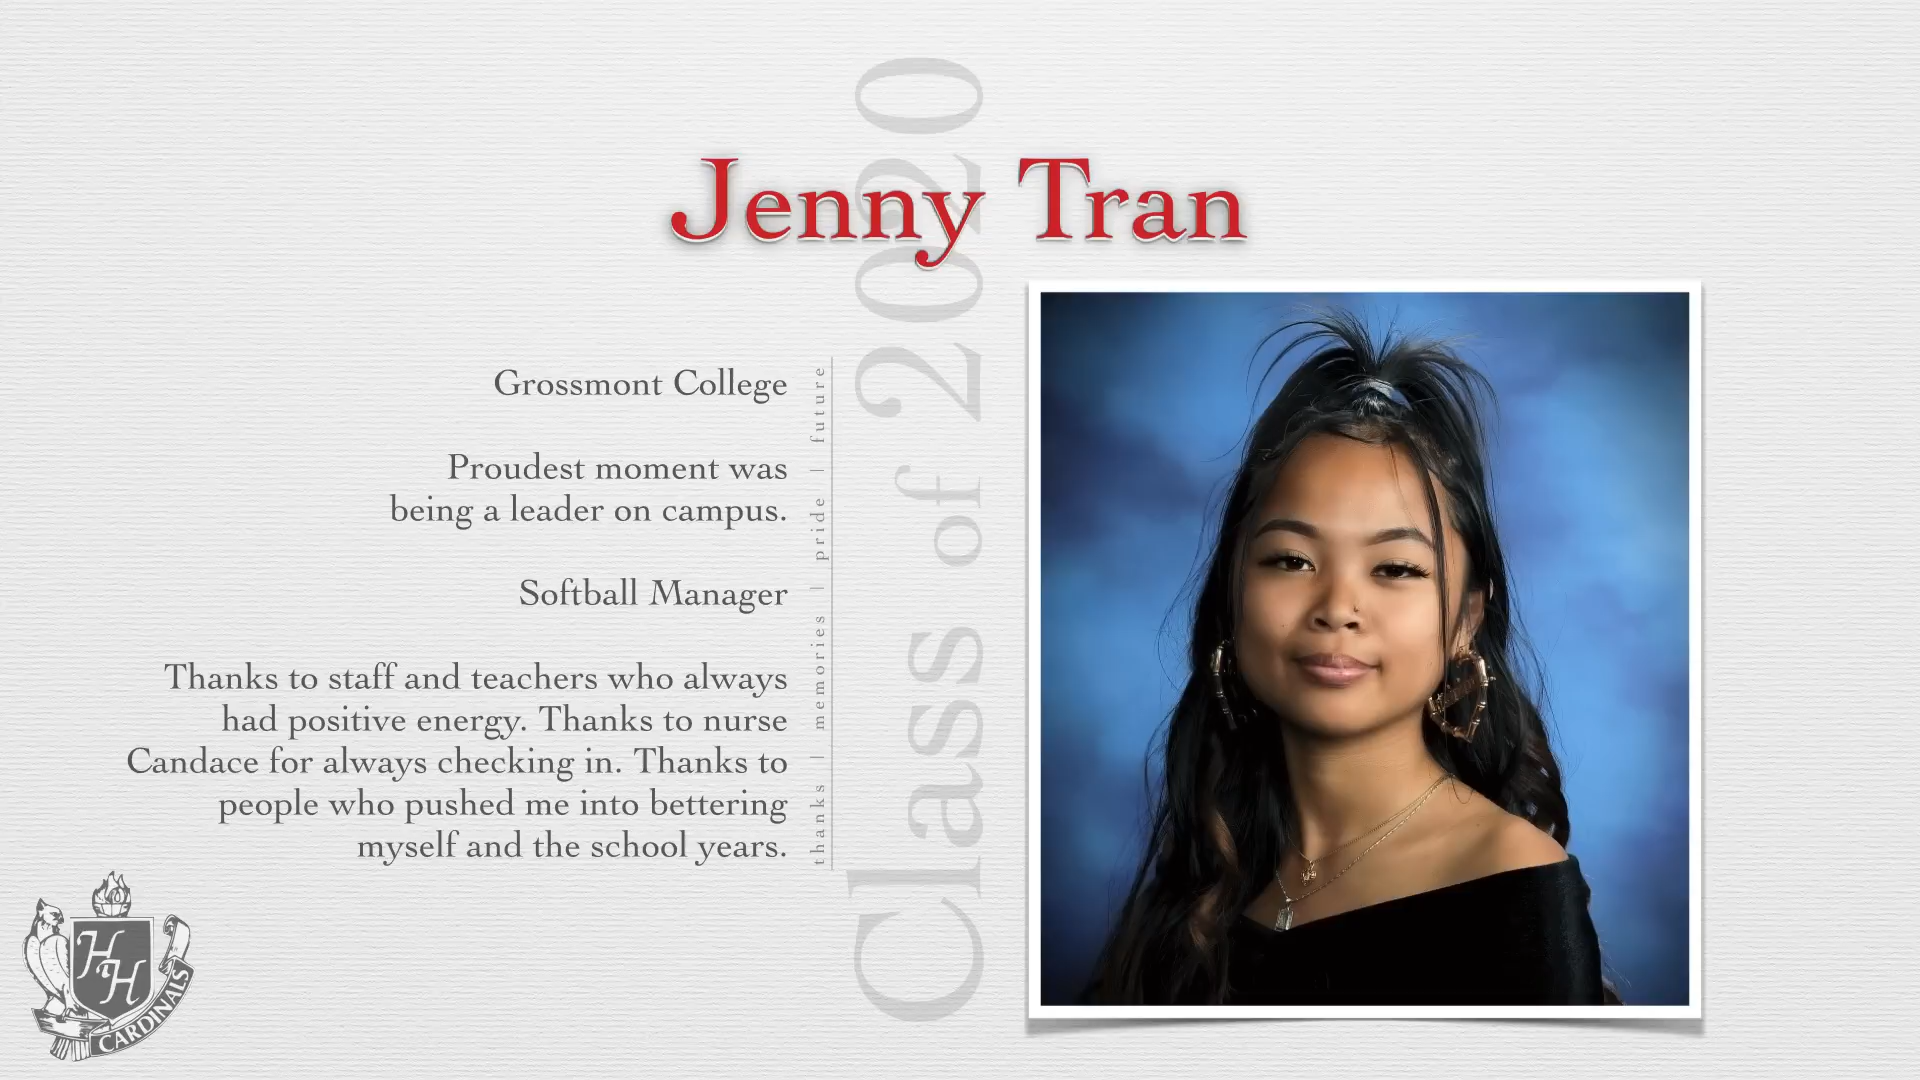 Jenny Tran
Class of 2020
Grossmont College
Proudest moment was
being a leader on campus.
Softball Manager
Thanks to staff and teachers who always
had positive energy. Thanks to nurse
Candace for always checking in. Thanks to
people who pushed me into bettering
myself and the school years.
thanks | memories | pride | future
HH
CARDINALS